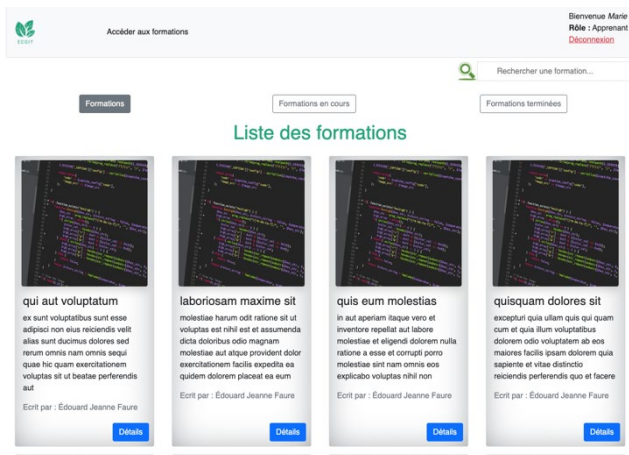 Bienvenue Marie
Accéder aux formations
Rôle : Apprenant
ECOIT
Déconnexion
Rechercher une formation...
Formations
Formations en cours
Formations terminées
Liste des formations
qui aut voluptatum
ex sunt voluptatibus sunt esse
adipisci non eius reiciendis velit
alias sunt ducimus dolores sed
rerum omnis nam omnis sequi
quae hic quam exercitationem
voluptas sit ut beatae perferendis
aut
Ecrit par : Édouard Jeanne Faure
Détails
laboriosam maxime sit
molestiae harum odit ratione sit ut
voluptas est nihil est et assumenda
dicta doloribus odio magnam
molestiae aut atque provident dolor
exercitationem facilis expedita ea
quidem dolorem placeat ea eum
Ecrit par : Édouard Jeanne Faure
Détails
quis eum molestias
in aut aperiam itaque vero et
inventore repellat aut labore
molestiae et eligendi dolorem nulla
ratione a esse et corrupti porro
molestiae sint nam omnis eos
explicabo voluptas nihil non
Ecrit par : Édouard Jeanne Faure
Détails
quisquam dolores sit
excepturi quia ullam quis qui quam
cum et quia illum voluptatibus
dolorem odio voluptatem ab eos
maiores facilis ipsam dolorem quia
sapiente et vitae distinctio
reiciendis perferendis quo et facere
Ecrit par : Édouard Jeanne Faure
Détails